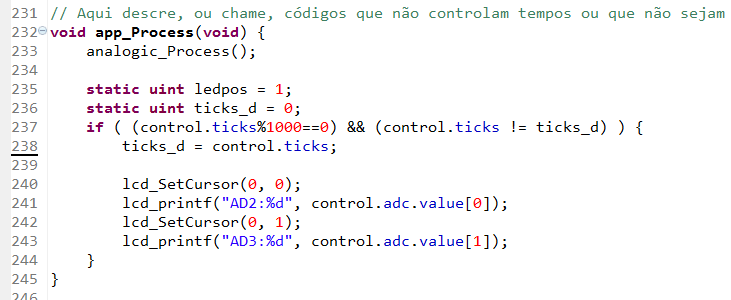 231 // Aqui descre, ou chame, códigos que não controlam tempos ou que não sejam
232 void app_Process(void) {
233     analogic_Process();
234
235     static uint ledpos = 1;
236     static uint ticks_d = 0;
237     if ( (control.ticks%1000==0) && (control.ticks != ticks_d) ) {
238         ticks_d = control.ticks;
239
240         lcd_SetCursor(0, 0);
241         lcd_printf("AD2:%d", control.adc.value[0]);
242         lcd_SetCursor(0, 1);
243         lcd_printf("AD3:%d", control.adc.value[1]);
244     }
245 }
246